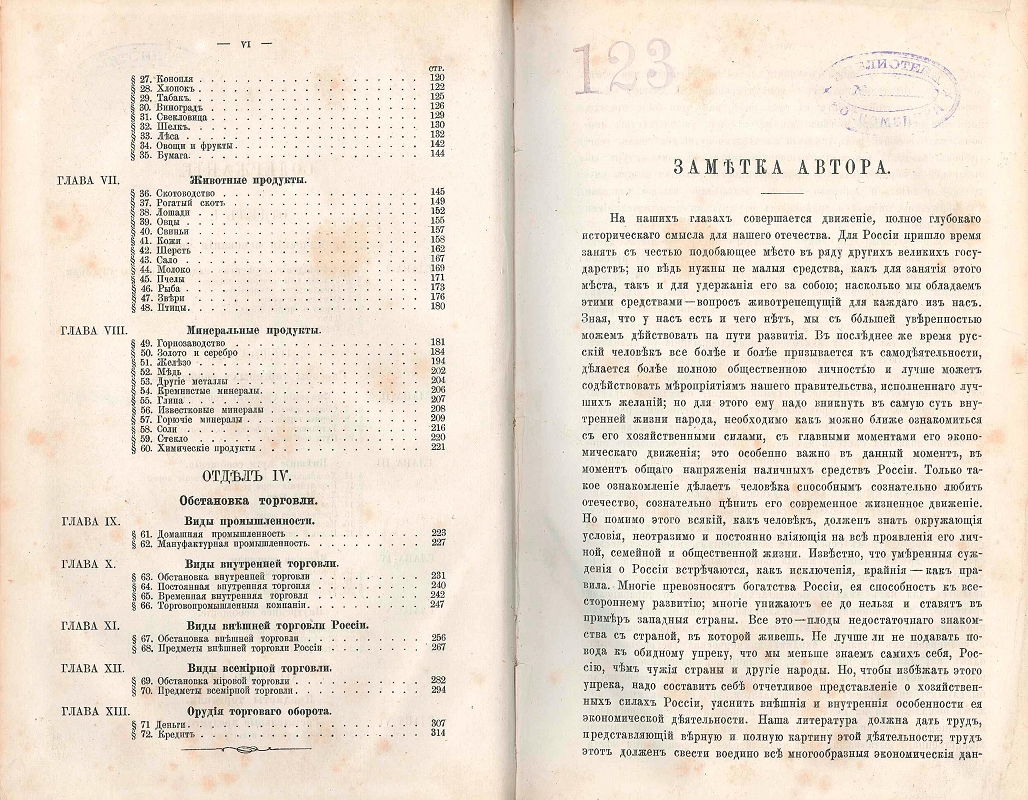 — VI —
СТР.
§ 27. Конопля . . . 120
§ 28. Хлопокъ . . . 122
§ 29. Табакъ. . . . 125
§ 30. Виноградъ . . . 126
§ 31. Свекловица . . . 129
§ 32. Шелкъ. . . . 130
§ 33. Лѣса . . . 132
§ 34. Овощи и фрукты . . . 142
§ 35. Бумага. . . . 144
ГЛАВА VII. Животные продукты.
§ 36. Скотоводство . . . 145
§ 37. Рогатый скотъ . . . 149
§ 38. Лошади . . . 152
§ 39. Овцы . . . 155
§ 40. Свиньи . . . 157
§ 41. Кожи . . . 158
§ 42. Шерсть . . . 162
§ 43. Сало . . . 167
§ 44. Молоко . . . 169
§ 45. Пчелы . . . 171
§ 46. Рыба . . . 173
§ 47. Звѣри . . . 176
§ 48. Птицы. . . . 180
ГЛАВА VIII. Минеральные продукты.
§ 49. Горнозаводство . . . 181
§ 50. Золото и серебро . . . 184
§ 51. Желѣзо . . . 194
§ 52. Мѣдь . . . 202
§ 53. Другіе металлы . . . 204
§ 54. Кремнистые минералы. . . . 206
§ 55. Глина . . . 207
§ 56. Известковые минералы . . . 208
§ 57. Горючіе минералы . . . 209
§ 58. Соли . . . 216
§ 59. Стекло . . . 220
§ 60. Химическіе продукты . . . 221
ОТДѢЛЪ IV.
Обстановка торговли.
ГЛАВА IX. Виды промышленности.
§ 61. Домашняя промышленность . . . 223
§ 62. Мануфактурная промышленность. . . . 227
ГЛАВА X. Виды внутренней торговли.
§ 63. Обстановка внутренней торговли . . . 231
§ 64. Постоянная внутренняя торговля . . . 240
§ 65. Временная внутренняя торговля . . . 242
§ 66. Торговопромышленныя компаніи. . . . 247
ГЛАВА XI. Виды внѣшней торговли Россіи.
§ 67. Обстановка внѣшней торговли . . . 256
§ 68. Предметы внѣшней торговли Россіи . . . 267
ГЛАВА XII. Виды всемірной торговли.
§ 69. Обстановка міровой торговли . . . 282
§ 70. Предметы всемірной торговли. . . . 294
ГЛАВА XIII. Орудія торговаго оборота.
§ 71 Деньги. . . . 307
§ 72. Кредитъ . . . 314
123
ЗАМѢТКА АВТОРА.
На нашихъ глазахъ совершается движеніе, полное глубокаго
историческаго смысла для нашего отечества. Для Россіи пришло время
занять съ честью подобающее мѣсто въ ряду другихъ великихъ госу-
дарствъ; но вѣдь нужны не малыя средства, какъ для занятія этого
мѣста, такъ и для удержанія его за собою; насколько мы обладаемъ
этими средствами — вопросъ животрепещущій для каждаго изъ насъ.
Зная, что у насъ есть и чего нѣтъ, мы съ бо́льшей увѣренностью
можемъ дѣйствовать на пути развитія. Въ послѣднее же время рус-
скій человѣкъ все болѣе и болѣе призывается къ самодѣятельности,
дѣлается болѣе полною общественною личностью и лучше можетъ
содѣйствовать мѣропріятіямъ нашего правительства, исполненнаго луч-
шихъ желаній; но для этого ему надо вникнуть въ самую суть вну-
тренней жизни народа, необходимо какъ можно ближе ознакомиться
съ его хозяйственными силами, съ главными моментами его эконо-
мическаго движенія; это особенно важно въ данный моментъ, въ
моментъ общаго напряженія наличныхъ средствъ Россіи. Только та-
кое ознакомленіе дѣлаетъ человѣка способнымъ сознательно любить
отечество, сознательно цѣнить его современное жизненное движеніе.
Но помимо этого всякій, какъ человѣкъ, долженъ знать окружающія
условія, неотразимо и постоянно вліяющія на всѣ проявленія его лич-
ной, семейной и общественной жизни. Извѣстно, что умѣренныя суж-
денія о Россіи встрѣчаются, какъ исключенія, крайнія — какъ пра-
вила. Многіе превозносятъ богатства Россіи, ея способность къ все-
стороннему развитію; многіе унижаютъ ее до нельзя и ставятъ въ
примѣръ западныя страны. Все это — плоды недостаточнаго знаком-
ства съ страной, въ которой живешь. Не лучше ли не подавать по-
вода къ обидному упреку, что мы меньше знаемъ самихъ себя, Рос-
сію, чѣмъ чужія страны и другіе народы. Но, чтобы избѣжать этого
упрека, надо составить себѣ отчетливое представленіе о хозяйствен-
ныхъ силахъ Россіи, уяснить внѣшнія и внутреннія особенности ея
экономической дѣятельности. Наша литература должна дать трудъ,
представляющій вѣрную и полную картину этой дѣятельности; трудъ
этотъ долженъ свести воедино всѣ многообразныя экономическія дан-